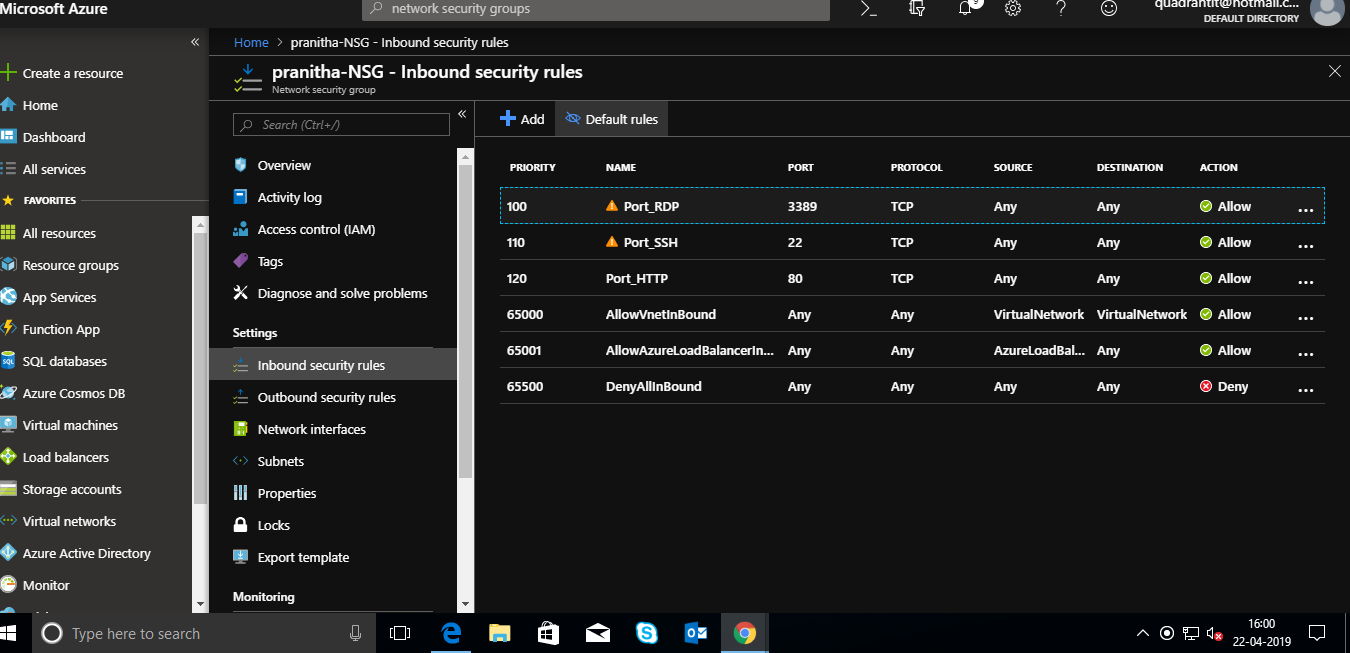 Microsoft Azure
network security groups
9
quadrantit@hotmail.c...
DEFAULT DIRECTORY
Home > pranitha-NSG - Inbound security rules
pranitha-NSG - Inbound security rules
Network security group
Create a resource
Home
Dashboard
All services
FAVORITES
All resources
Resource groups
App Services
Function App
SQL databases
Azure Cosmos DB
Virtual machines
Load balancers
Storage accounts
Virtual networks
Azure Active Directory
Monitor
Search (Ctrl+/)
Overview
Activity log
Access control (IAM)
Tags
Diagnose and solve problems
Settings
Inbound security rules
Outbound security rules
Network interfaces
Subnets
Properties
Locks
Export template
Monitoring
Add Default rules
PRIORITY NAME PORT PROTOCOL SOURCE DESTINATION ACTION
100 Port_RDP 3389 TCP Any Any Allow ...
110 Port_SSH 22 TCP Any Any Allow ...
120 Port_HTTP 80 TCP Any Any Allow ...
65000 AllowVnetInBound Any Any VirtualNetwork VirtualNetwork Allow ...
65001 AllowAzureLoadBalancerIn... Any Any AzureLoadBal... Any Allow ...
65500 DenyAllInBound Any Any Any Any Deny ...
Type here to search
16:00
22-04-2019